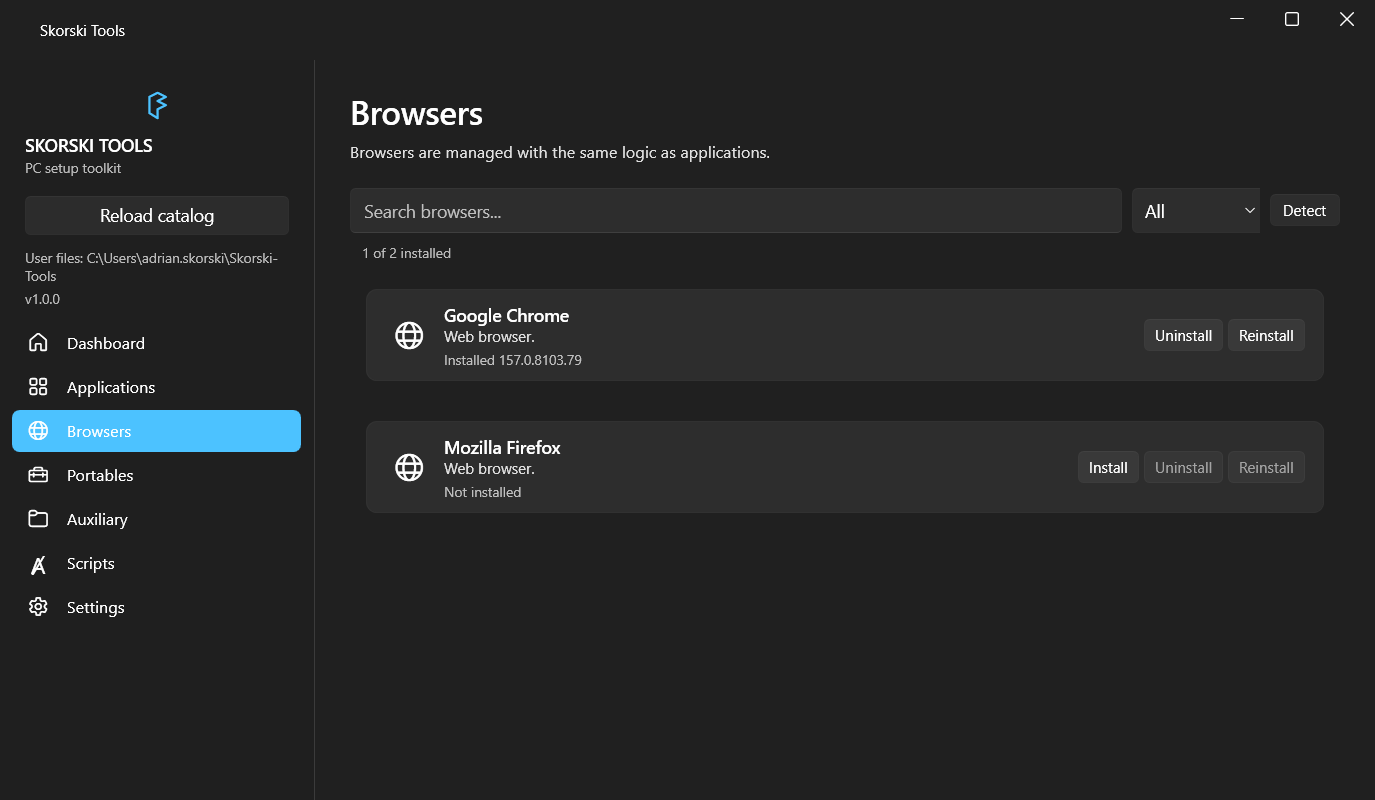 Skorski Tools
SKORSKI TOOLS
PC setup toolkit
Reload catalog
User files: C:\Users\adrian.skorski\Skorski-
Tools
v1.0.0
Dashboard
Applications
Browsers
Portables
Auxiliary
Scripts
Settings
Browsers
Browsers are managed with the same logic as applications.
Search browsers...
All
Detect
1 of 2 installed
Google Chrome
Web browser.
Installed 157.0.8103.79
Uninstall
Reinstall
Mozilla Firefox
Web browser.
Not installed
Install
Uninstall
Reinstall